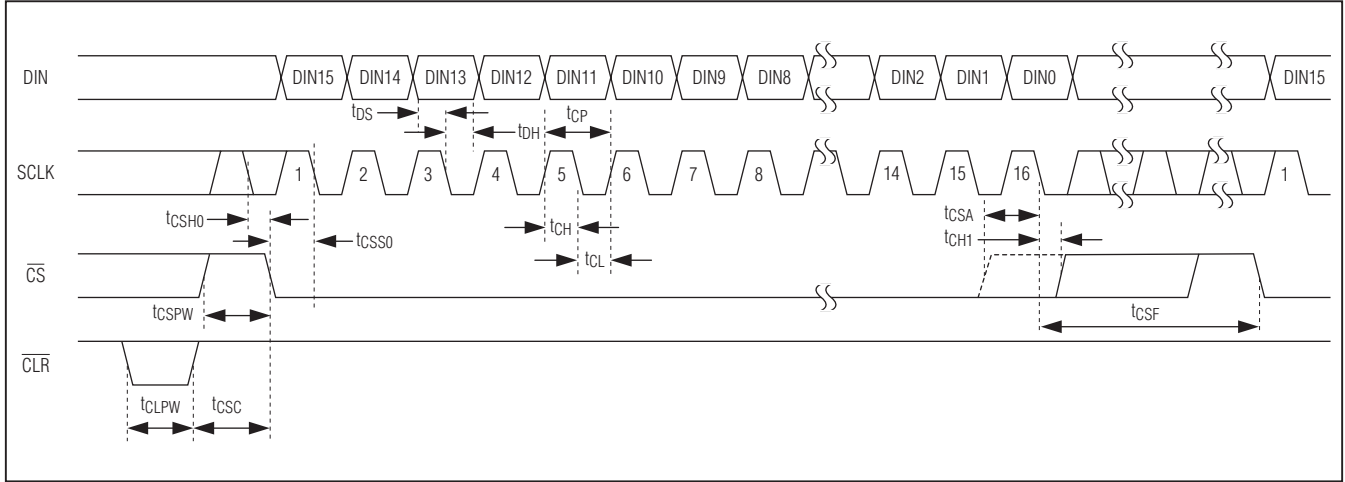 DIN DIN15 DIN14 DIN13 DIN12 DIN11 DIN10 DIN9 DIN8 DIN2 DIN1 DIN0 DIN15
tDS tDH tCP
SCLK 1 2 3 4 5 6 7 8 14 15 16 1
tCSH0 tCSS0 tCH tCL tCSA tCH1
CS
tCSPW tCSF
CLR
tCLPW tCSC